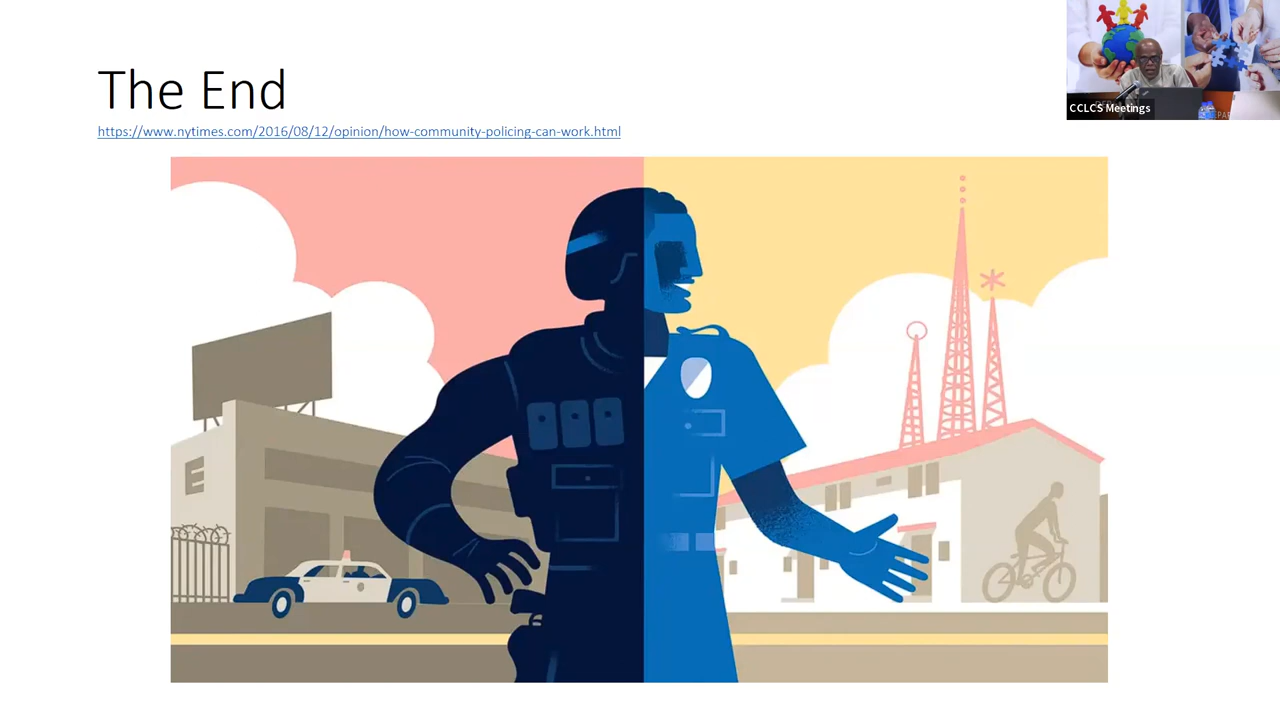 The End
https://www.nytimes.com/2016/08/12/opinion/how-community-policing-can-work.html
CCLCS Meetings